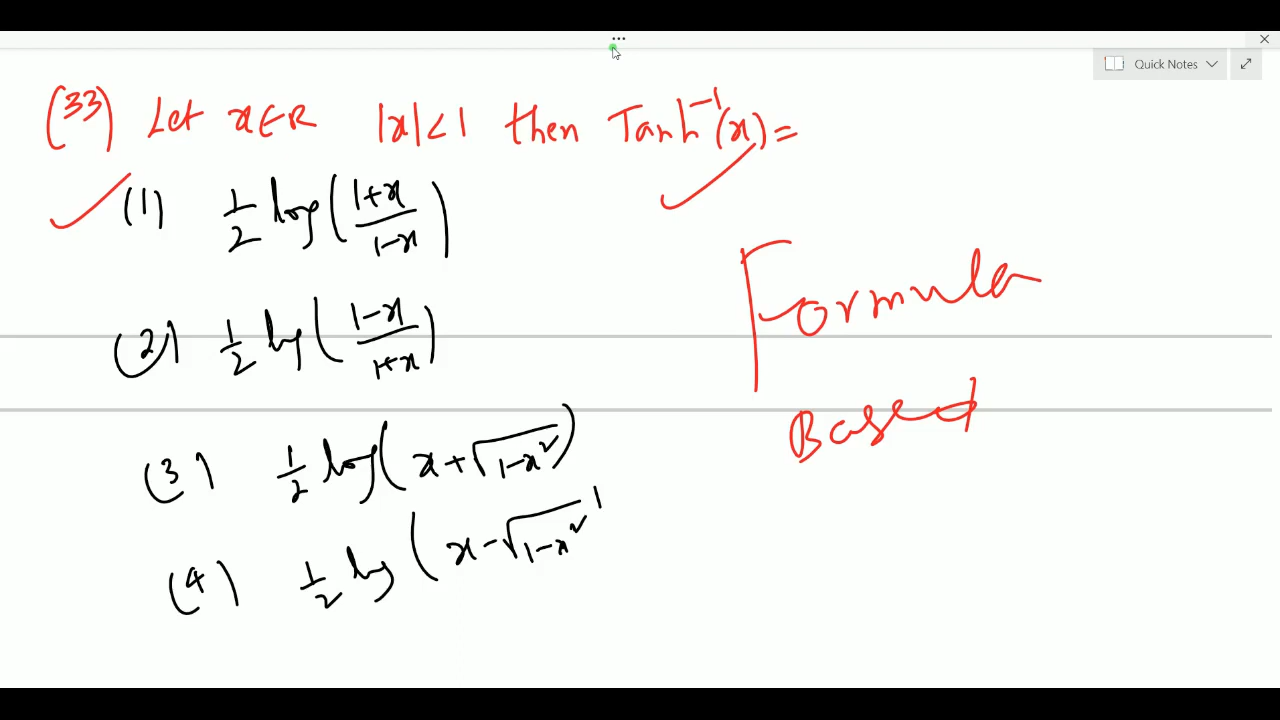 Quick Notes
(33) Let x∈R |x|<1 then Tanh⁻¹(x)=
(1) 1/2 log((1+x)/(1-x))
(2) 1/2 log((1-x)/(1+x))
Formula
Based
(3) 1/2 log(x+√(1-x²))
(4) 1/2 log(x-√(1-x²))